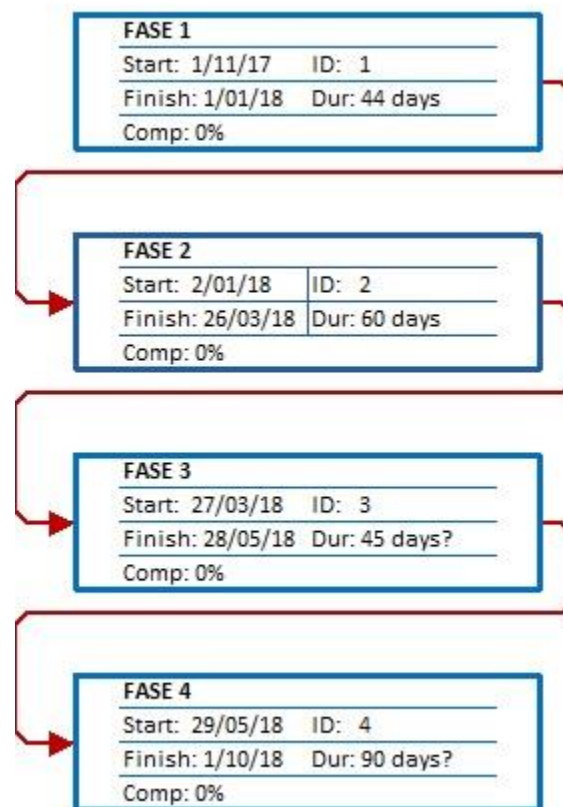 FASE 1
Start: 1/11/17 ID: 1
Finish: 1/01/18 Dur: 44 days
Comp: 0%
FASE 2
Start: 2/01/18 ID: 2
Finish: 26/03/18 Dur: 60 days
Comp: 0%
FASE 3
Start: 27/03/18 ID: 3
Finish: 28/05/18 Dur: 45 days?
Comp: 0%
FASE 4
Start: 29/05/18 ID: 4
Finish: 1/10/18 Dur: 90 days?
Comp: 0%